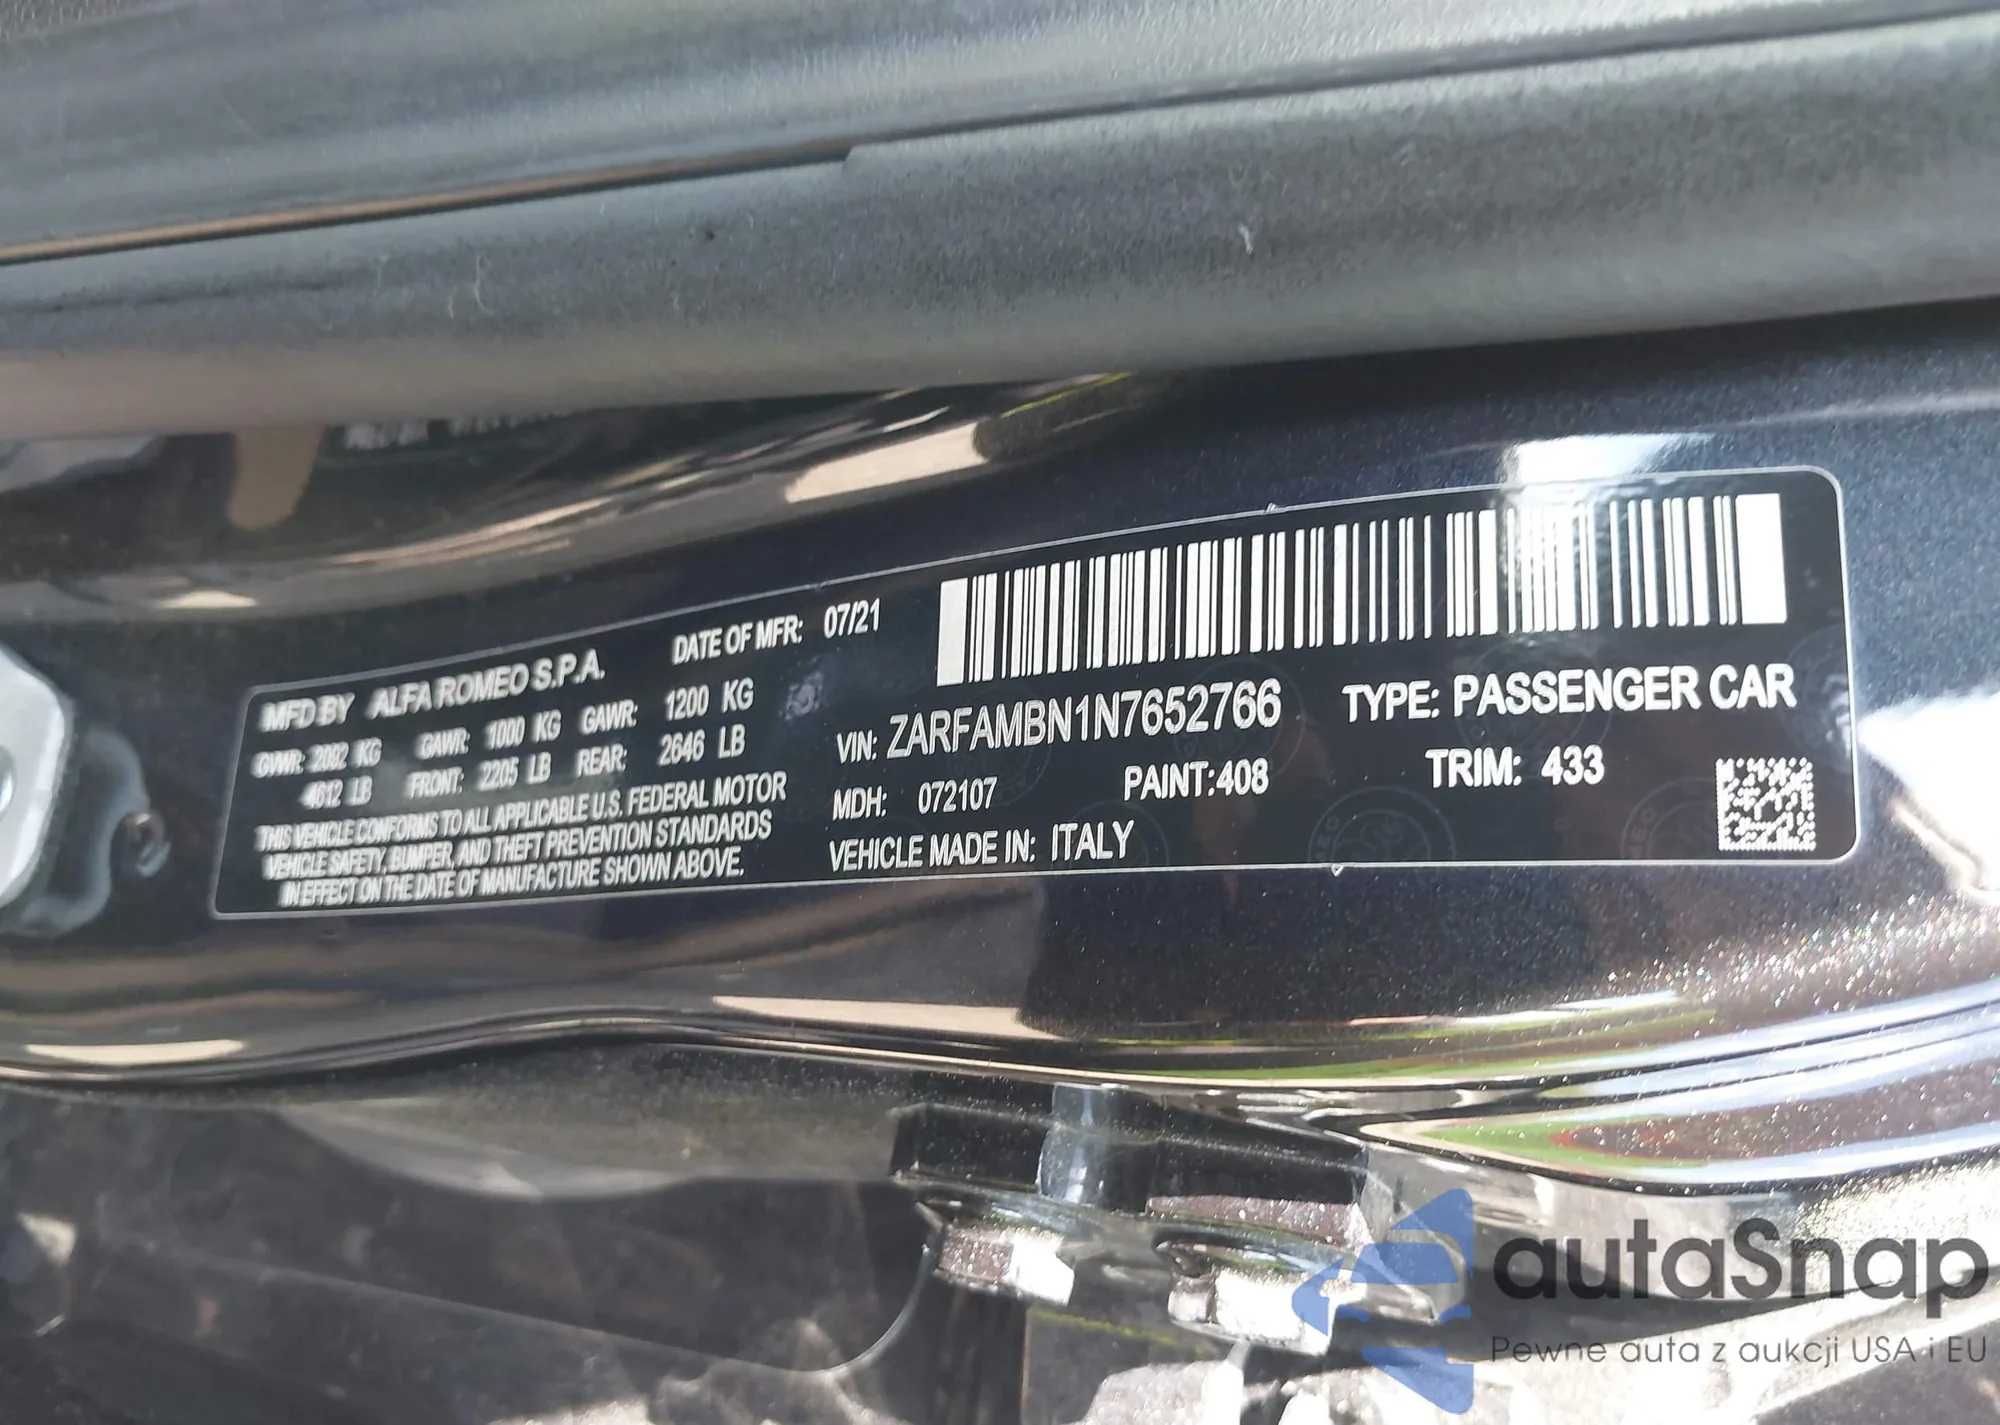 MFD BY ALFA ROMEO S.P.A. DATE OF MFR: 07/21
GVWR: 2092 KG GAWR: 1000 KG GAWR: 1200 KG
4612 LB FRONT: 2205 LB REAR: 2646 LB
THIS VEHICLE CONFORMS TO ALL APPLICABLE U.S. FEDERAL MOTOR
VEHICLE SAFETY, BUMPER, AND THEFT PREVENTION STANDARDS
IN EFFECT ON THE DATE OF MANUFACTURE SHOWN ABOVE.
VIN: ZARFAMBN1N7652766 TYPE: PASSENGER CAR
MDH: 072107 PAINT:408 TRIM: 433
VEHICLE MADE IN: ITALY
autaSnap
Pewne auta z aukcji USA i EU